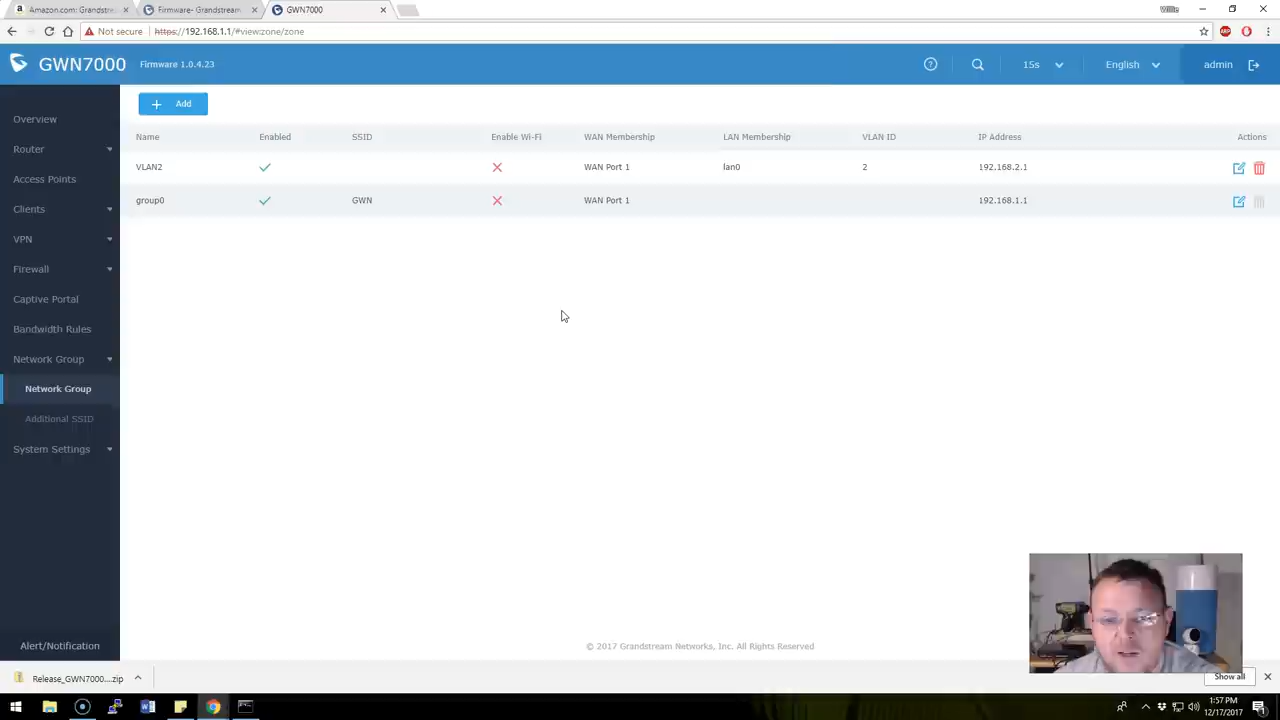 Amazon.com: Grandstrea
Firmware- Grandstream
GWN7000
Willie
Not secure
https://192.168.1.1/#view:zone/zone
GWN7000
Firmware 1.0.4.23
15s
English
admin
Add
Name
Enabled
SSID
Enable Wi-Fi
WAN Membership
LAN Membership
VLAN ID
IP Address
Actions
VLAN2
WAN Port 1
lan0
2
192.168.2.1
group0
GWN
WAN Port 1
192.168.1.1
Overview
Router
Access Points
Clients
VPN
Firewall
Captive Portal
Bandwidth Rules
Network Group
Network Group
Additional SSID
System Settings
Alert/Notification
© 2017 Grandstream Networks, Inc. All Rights Reserved
Release_GWN7000....zip
Show all
1:57 PM
12/17/2017